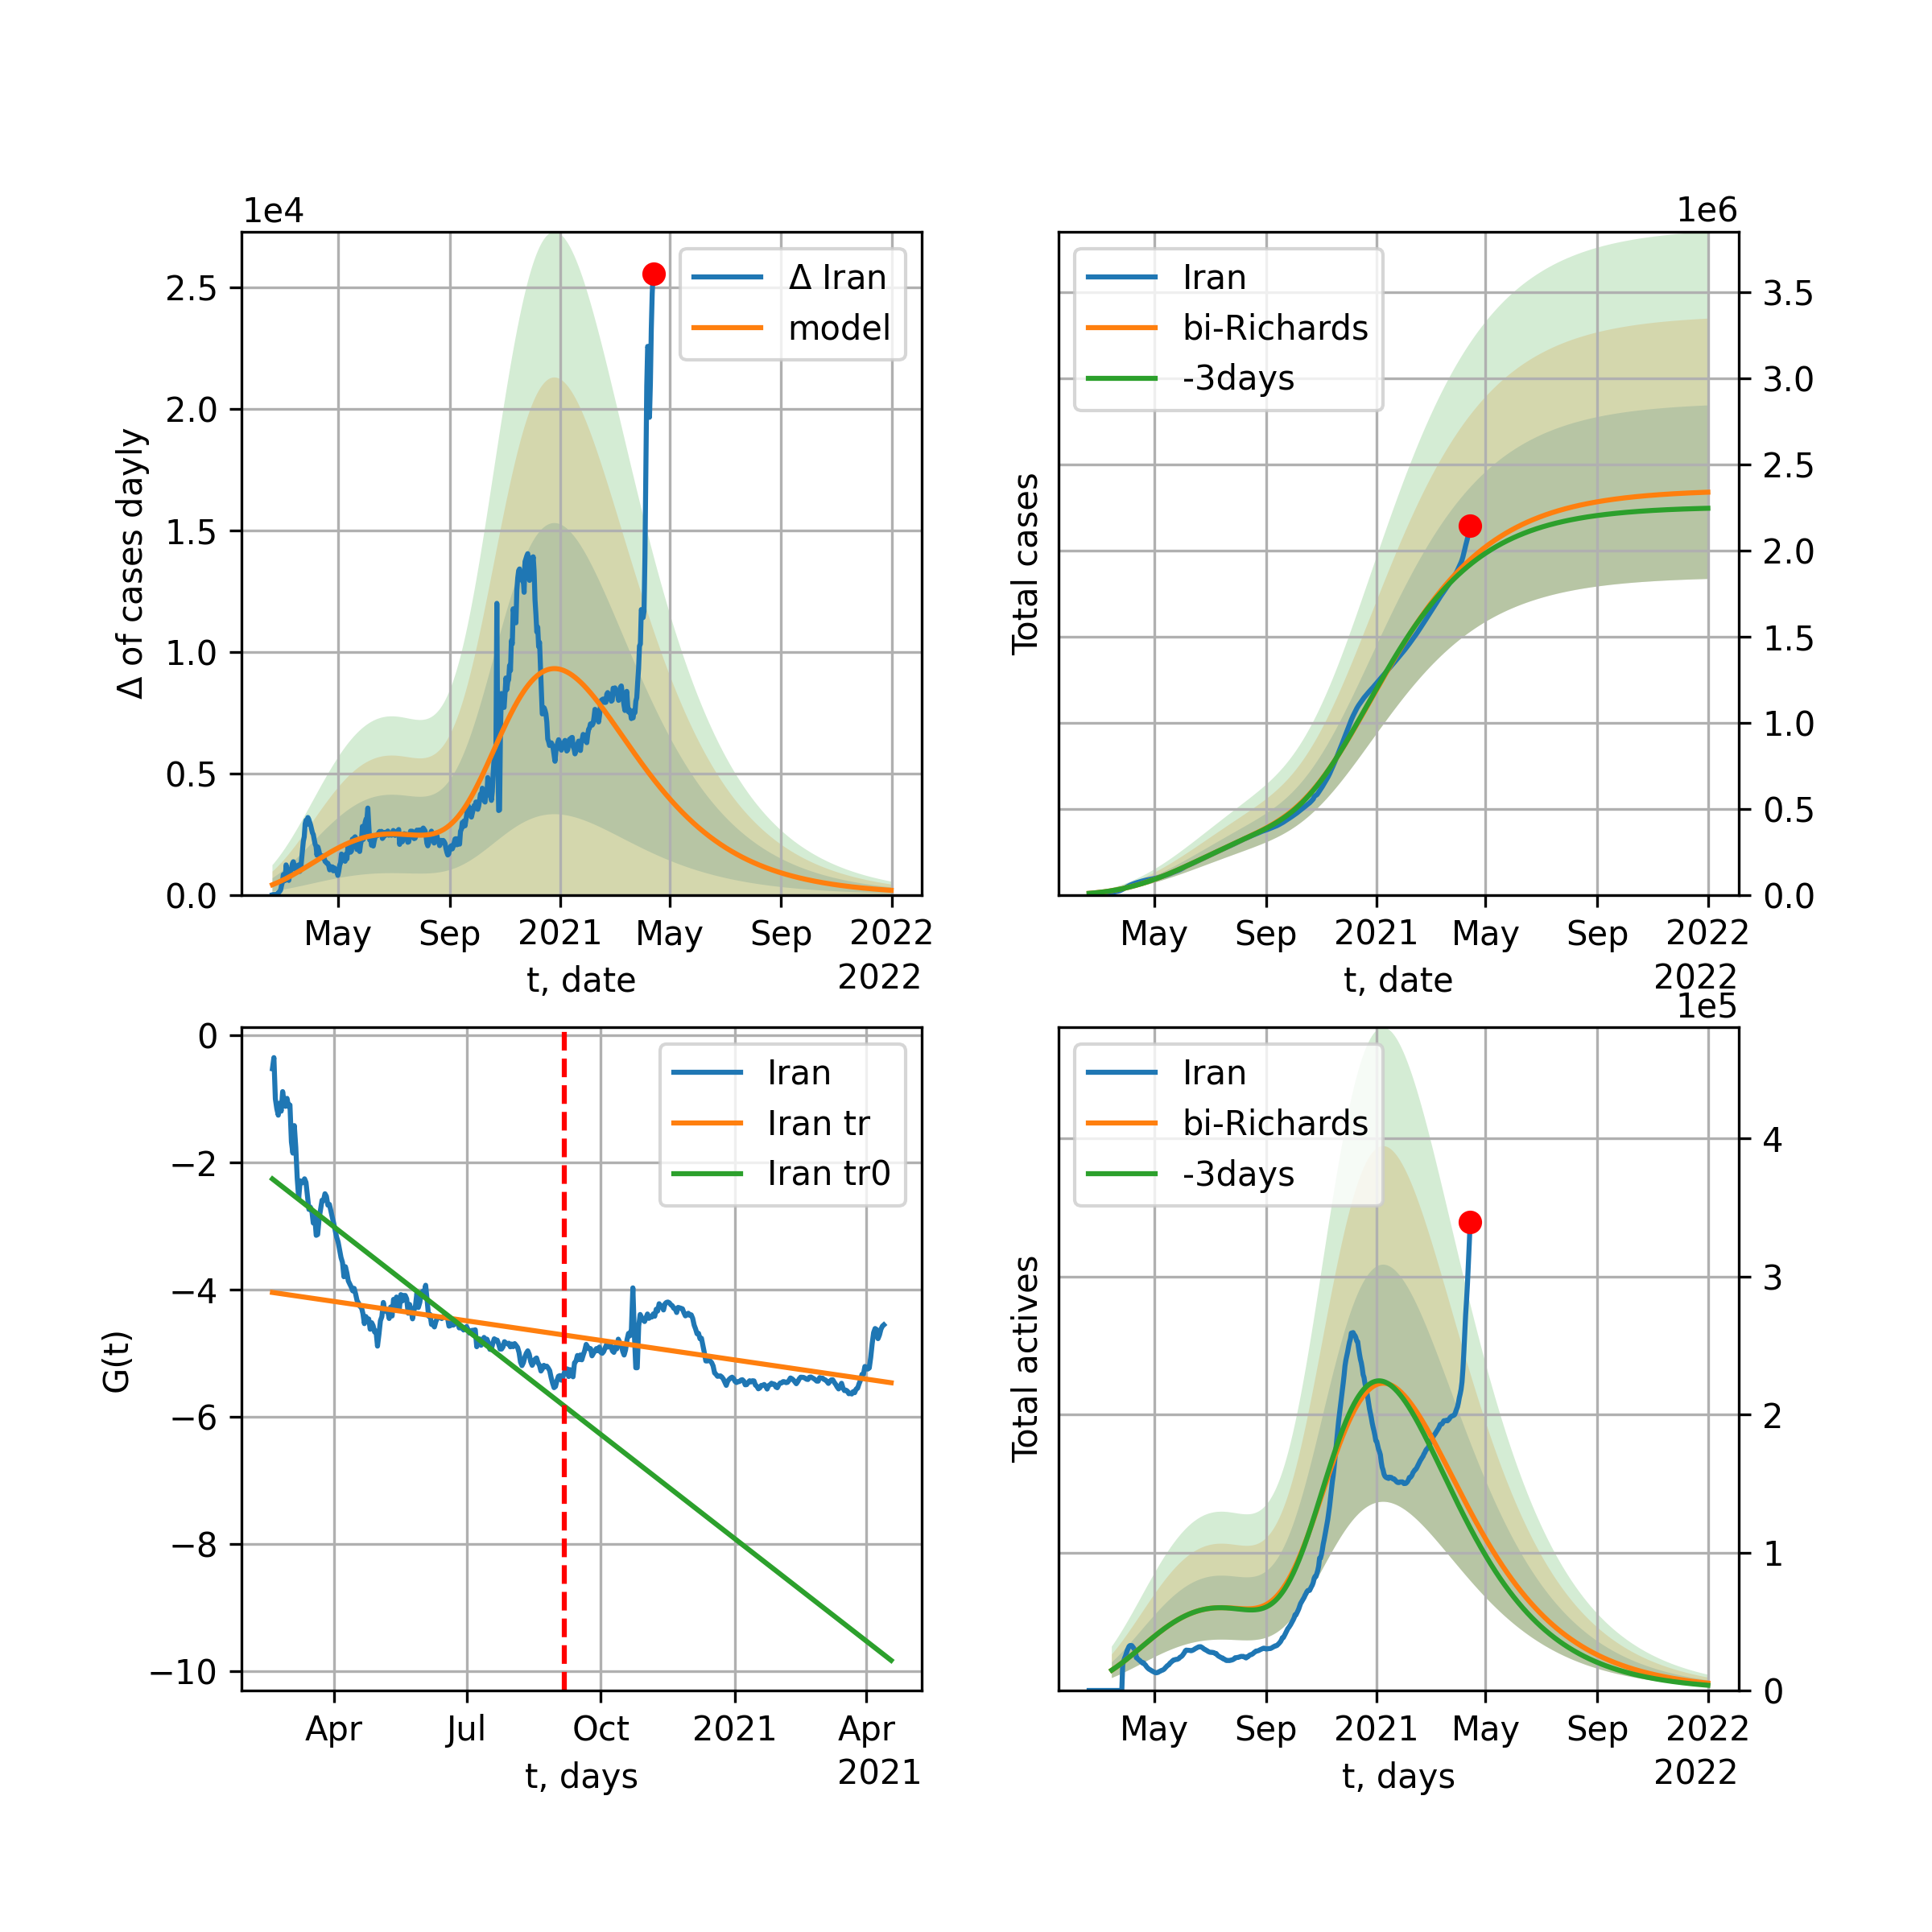 1e4
2.5
2.0
1.5
1.0
0.5
0.0
Δ of cases dayly
Δ Iran
model
May Sep 2021 May Sep 2022
t, date
2022
1e6
3.5
3.0
2.5
2.0
1.5
1.0
0.5
0.0
Total cases
Iran
bi-Richards
-3days
May Sep 2021 May Sep 2022
t, date
2022
0
−2
−4
−6
−8
−10
G(t)
Iran
Iran tr
Iran tr0
Apr Jul Oct 2021 Apr
t, days
2021
1e5
4
3
2
1
0
Total actives
Iran
bi-Richards
-3days
May Sep 2021 May Sep 2022
t, days
2022